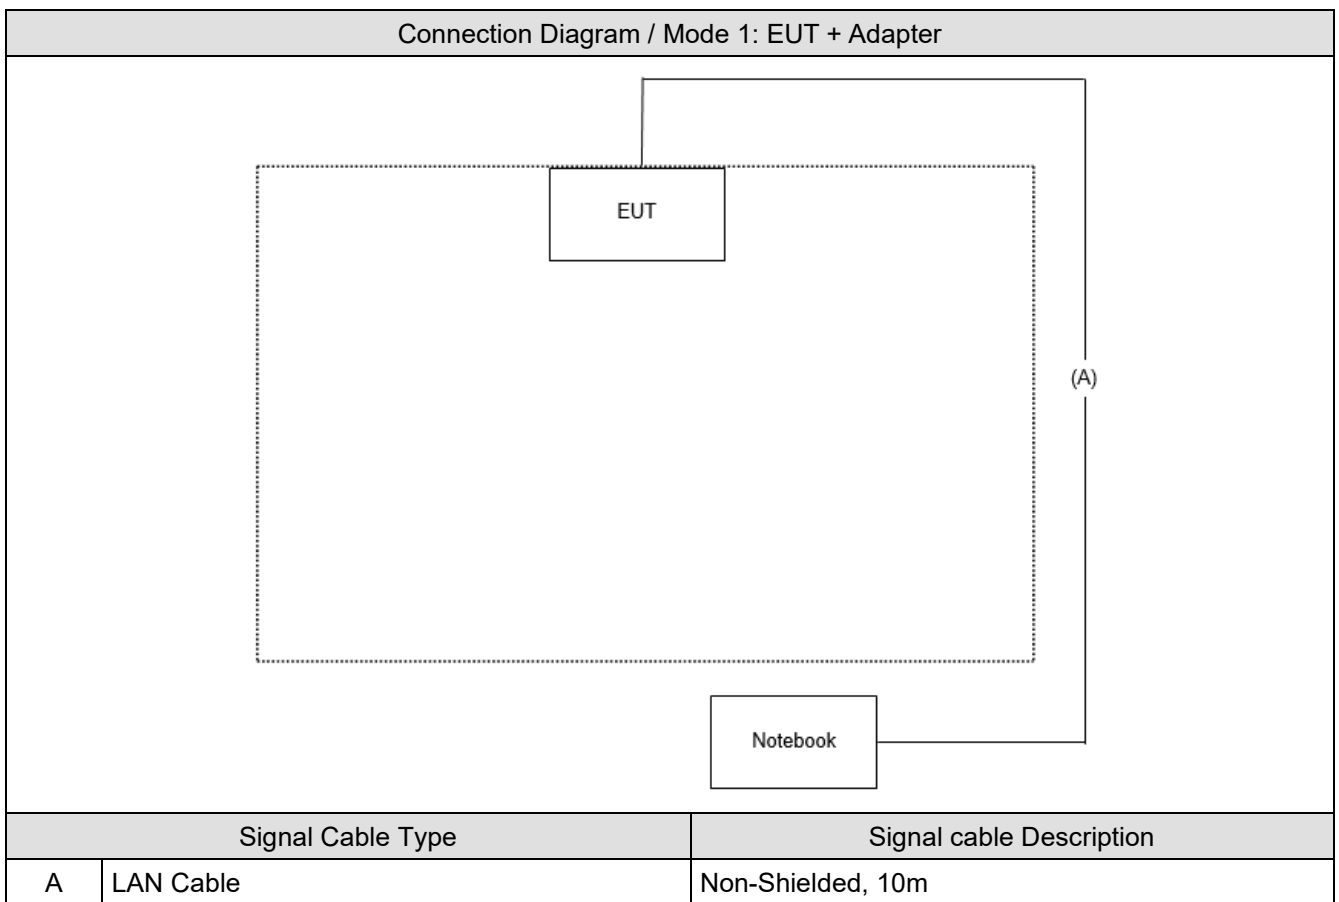 Connection Diagram / Mode 1: EUT + Adapter
EUT
(A)
Notebook
Signal Cable Type Signal cable Description
A LAN Cable Non-Shielded, 10m